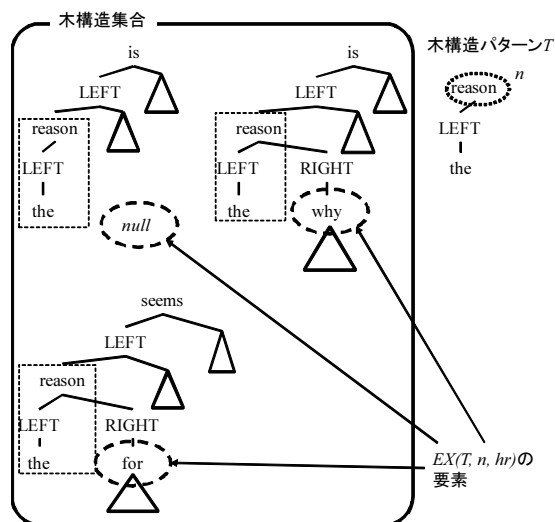 木構造集合
is
LEFT
reason
LEFT
the
null
is
LEFT
reason
LEFT
RIGHT
the
why
seems
LEFT
reason
LEFT
RIGHT
the
for
木構造パターンT
reason
n
LEFT
the
EX(T, n, hr)の
要素